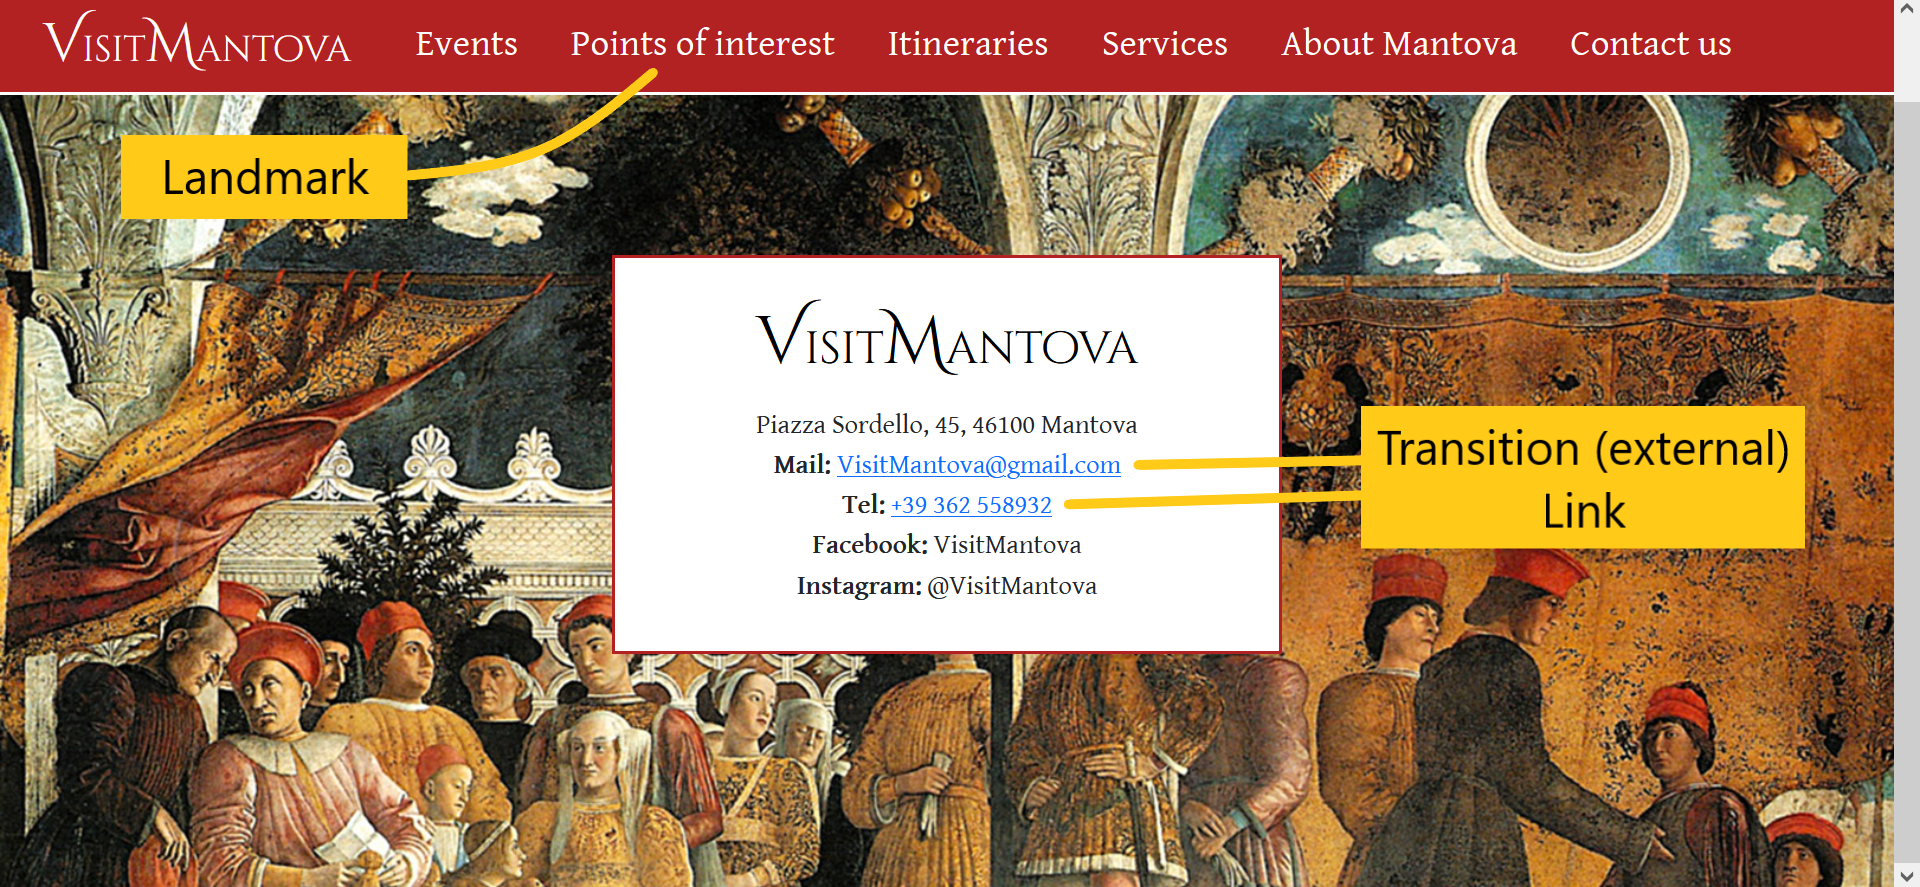 VisitMantova Events Points of interest Itineraries Services About Mantova Contact us
Landmark
VisitMantova
Piazza Sordello, 45, 46100 Mantova
Mail: VisitMantova@gmail.com
Tel: +39 362 558932
Facebook: VisitMantova
Instagram: @VisitMantova
Transition (external)
Link